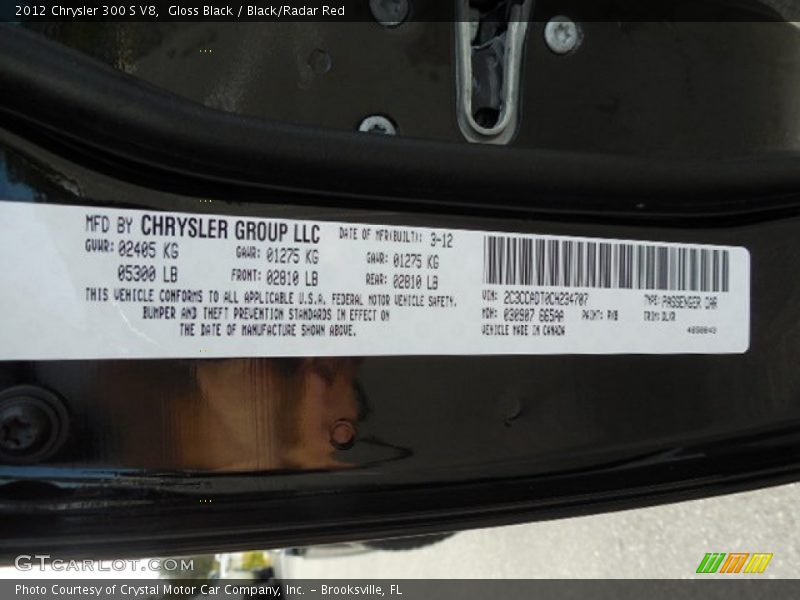 2012 Chrysler 300 S V8, Gloss Black / Black/Radar Red
MFD BY CHRYSLER GROUP LLC DATE OF MFR(BUILT): 3-12
GVWR: 02405 KG GAWR: 01275 KG GAWR: 01275 KG
05300 LB FRONT: 02810 LB REAR: 02810 LB
THIS VEHICLE CONFORMS TO ALL APPLICABLE U.S.A. FEDERAL MOTOR VEHICLE SAFETY,
BUMPER AND THEFT PREVENTION STANDARDS IN EFFECT ON
THE DATE OF MANUFACTURE SHOWN ABOVE.
VIN: 2C3CCADT0CH234707 TYPE: PASSENGER CAR
MDH: 030907 665AA PAINT: PX8 TRIM: DLXR
VEHICLE MADE IN CANADA
GTCARLOT.COM
Photo Courtesy of Crystal Motor Car Company, Inc. – Brooksville, FL